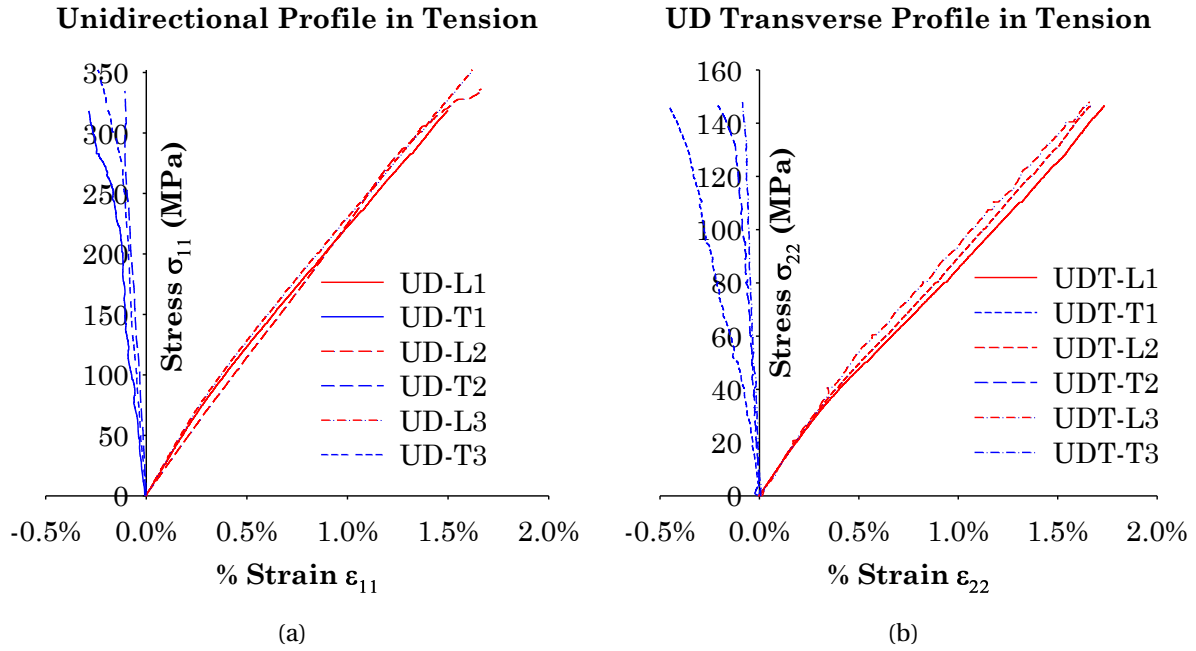 Unidirectional Profile in Tension
350
300
250
200
150
100
50
0
Stress σ11 (MPa)
UD-L1
UD-T1
UD-L2
UD-T2
UD-L3
UD-T3
-0.5% 0.0% 0.5% 1.0% 1.5% 2.0%
% Strain ε11
(a)
UD Transverse Profile in Tension
160
140
120
100
80
60
40
20
0
Stress σ22 (MPa)
UDT-L1
UDT-T1
UDT-L2
UDT-T2
UDT-L3
UDT-T3
-0.5% 0.0% 0.5% 1.0% 1.5% 2.0%
% Strain ε22
(b)